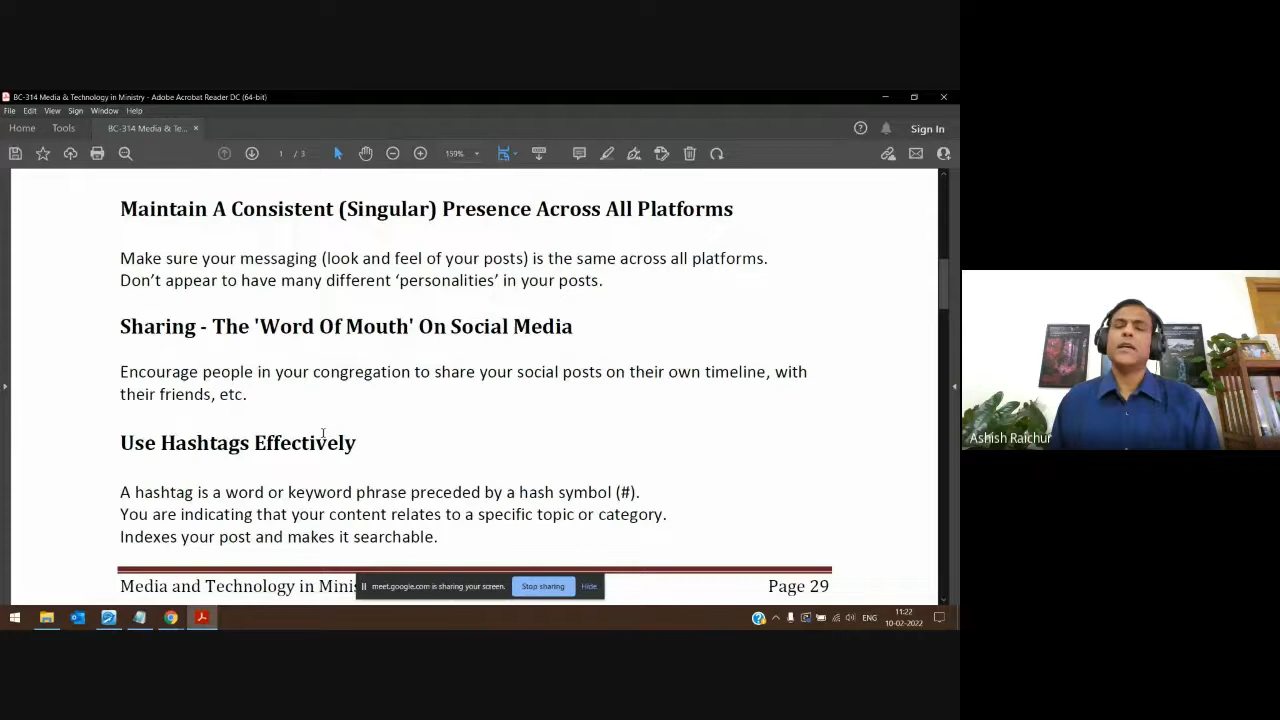 BC-314 Media & Technology in Ministry - Adobe Acrobat Reader DC (64-bit)
File Edit View Sign Window Help
Home Tools BC-314 Media & Te... × Sign In
1 / 3 159%
Maintain A Consistent (Singular) Presence Across All Platforms
Make sure your messaging (look and feel of your posts) is the same across all platforms.
Don’t appear to have many different ‘personalities’ in your posts.
Sharing - The 'Word Of Mouth' On Social Media
Encourage people in your congregation to share your social posts on their own timeline, with
their friends, etc.
Use Hashtags Effectively
A hashtag is a word or keyword phrase preceded by a hash symbol (#).
You are indicating that your content relates to a specific topic or category.
Indexes your post and makes it searchable.
Media and Technology in Minis Page 29
meet.google.com is sharing your screen. Stop sharing Hide
ENG 11:22
10-02-2022
Ashish Raichur